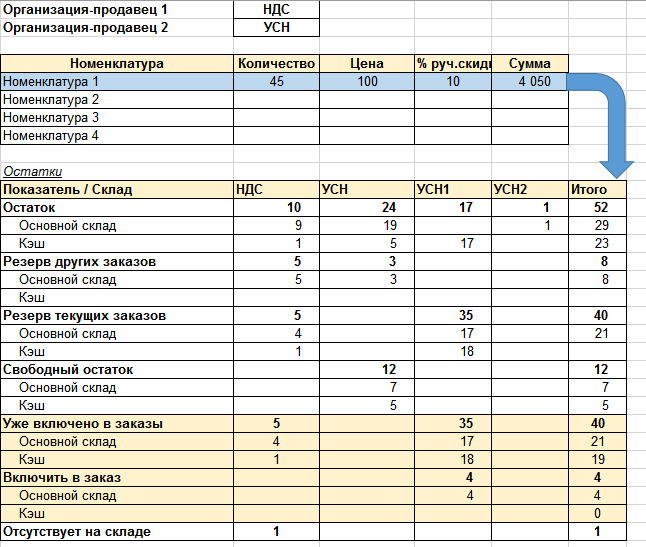 Организация-продавец 1 НДС
Организация-продавец 2 УСН
Номенклатура Количество Цена % руч.скиди Сумма
Номенклатура 1 45 100 10 4 050
Номенклатура 2
Номенклатура 3
Номенклатура 4
Остатки
Показатель / Склад НДС УСН УСН1 УСН2 Итого
Остаток 10 24 17 1 52
Основной склад 9 19 1 29
Кэш 1 5 17 23
Резерв других заказов 5 3 8
Основной склад 5 3 8
Кэш
Резерв текущих заказов 5 35 40
Основной склад 4 17 21
Кэш 1 18
Свободный остаток 12 12
Основной склад 7 7
Кэш 5 5
Уже включено в заказы 5 35 40
Основной склад 4 17 21
Кэш 1 18 19
Включить в заказ 4 4
Основной склад 4 4
Кэш 0
Отсутствует на складе 1 1